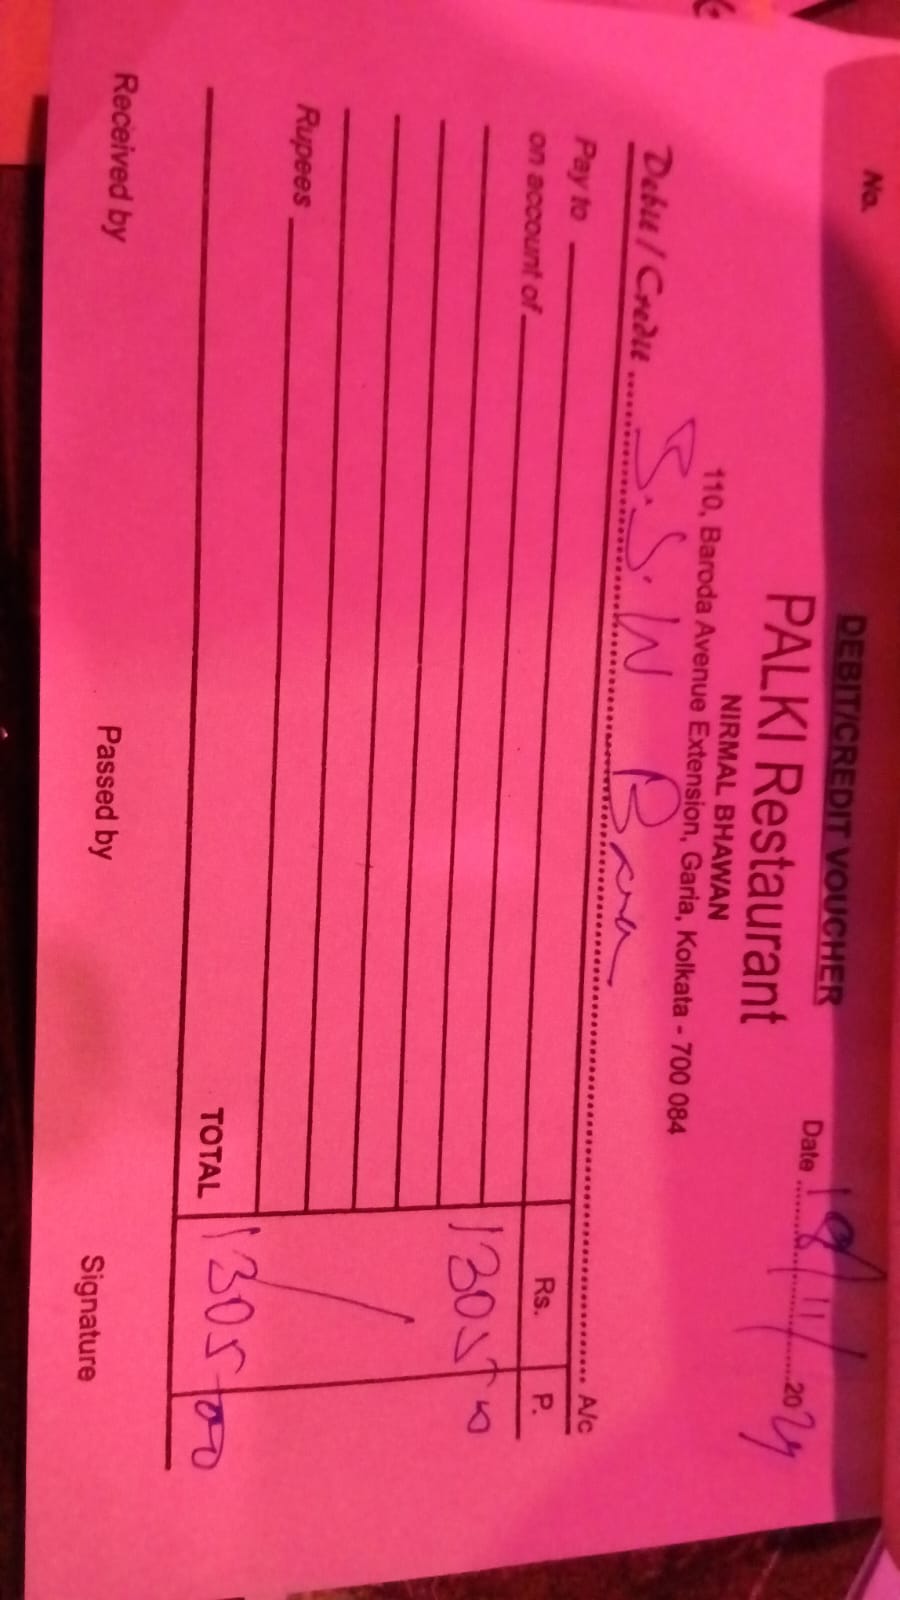 DEBIT/CREDIT VOUCHER
No.
PALKI Restaurant
Date 18/11/2024
NIRMAL BHAWAN
110, Baroda Avenue Extension, Garia, Kolkata - 700 084
Debit / Credit B.S.W A/c
Pay to Rs. P.
on account of
1305
Rupees
TOTAL 1305 00
Received by Passed by Signature